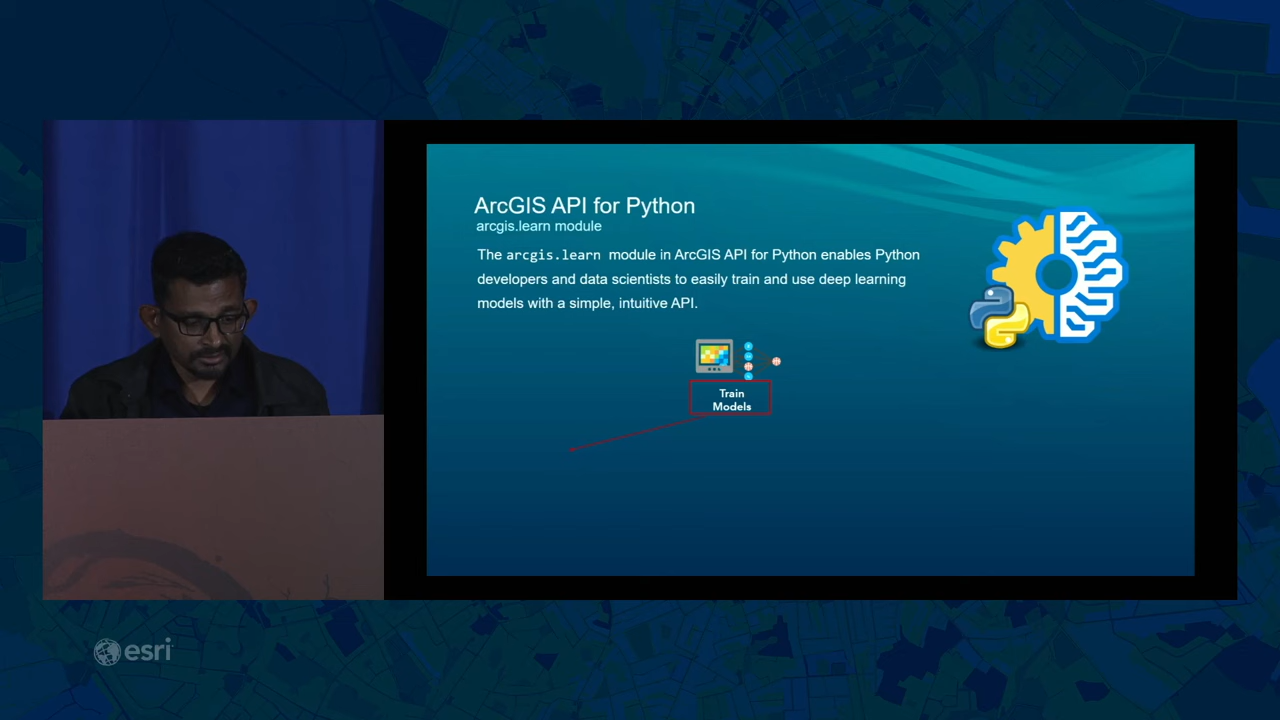 ArcGIS API for Python
arcgis.learn module
The arcgis.learn module in ArcGIS API for Python enables Python
developers and data scientists to easily train and use deep learning
models with a simple, intuitive API.
Train
Models
esri